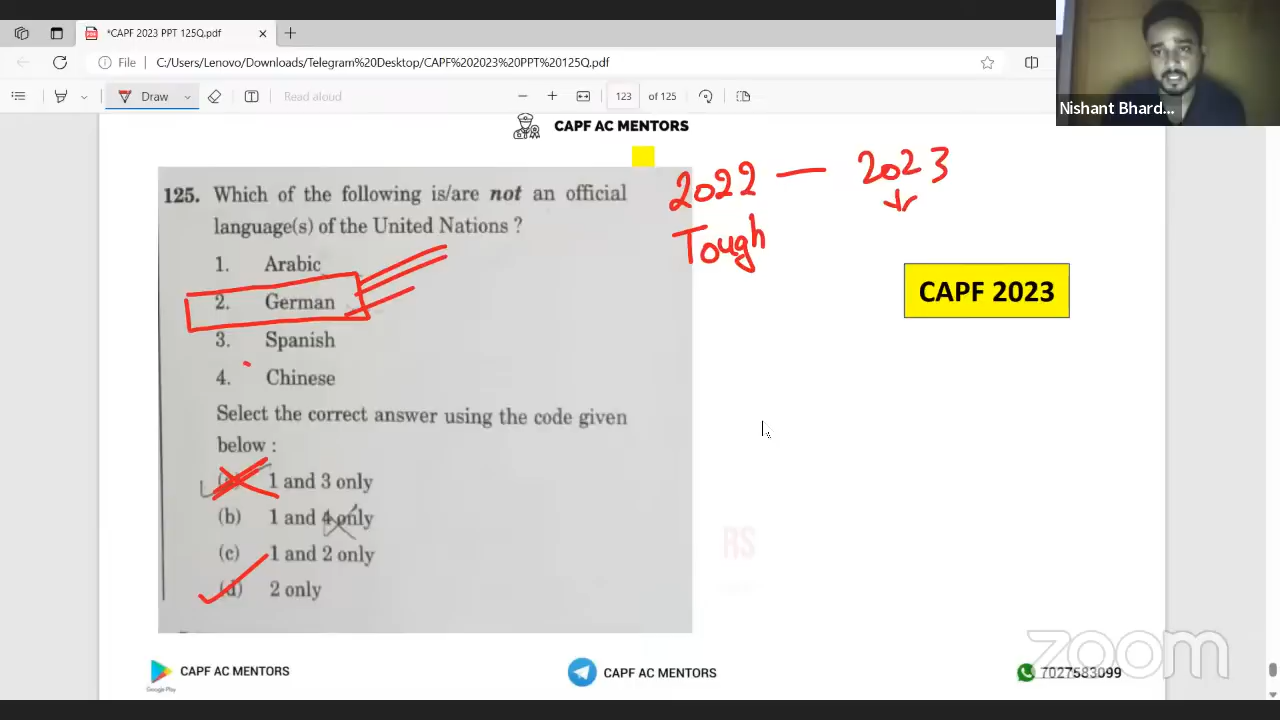 *CAPF 2023 PPT 125Q.pdf
File C:/Users/Lenovo/Downloads/Telegram%20Desktop/CAPF%202023%20PPT%20125Q.pdf
Draw Read aloud 123 of 125
Nishant Bhard...
CAPF AC MENTORS
2022 — 2023
Tough
CAPF 2023
125. Which of the following is/are not an official
language(s) of the United Nations ?
1. Arabic
2. German
3. Spanish
4. Chinese
Select the correct answer using the code given
below :
1 and 3 only
(b) 1 and 4 only
(c) 1 and 2 only
(d) 2 only
RS
zoom
Google Play
CAPF AC MENTORS
CAPF AC MENTORS
7027583099